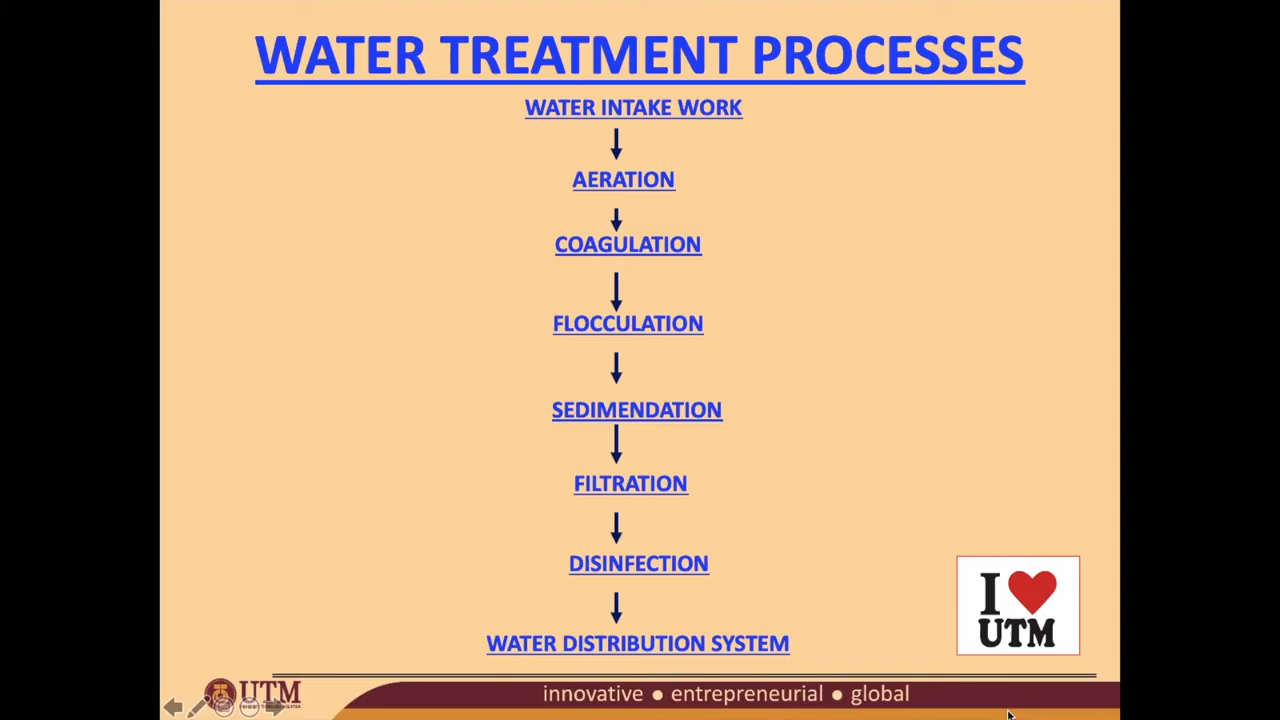 WATER TREATMENT PROCESSES
WATER INTAKE WORK
AERATION
COAGULATION
FLOCCULATION
SEDIMENDATION
FILTRATION
DISINFECTION
WATER DISTRIBUTION SYSTEM
I
UTM
UTM
innovative ● entrepreneurial ● global